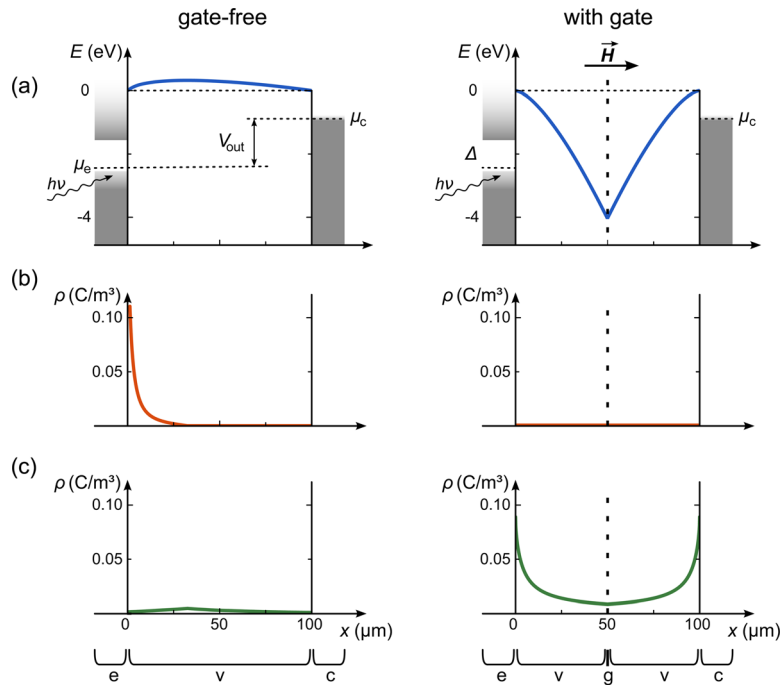 gate-free
with gate
(a)
E (eV)
0
μc
Vout
μe
hν
-4
E (eV)
H
0
μc
Δ
hν
-4
(b)
ρ (C/m³)
0.10
0.05
ρ (C/m³)
0.10
0.05
(c)
ρ (C/m³)
0.10
0.05
0 50 100 x (μm)
e v c
ρ (C/m³)
0.10
0.05
0 50 100 x (μm)
e v g v c